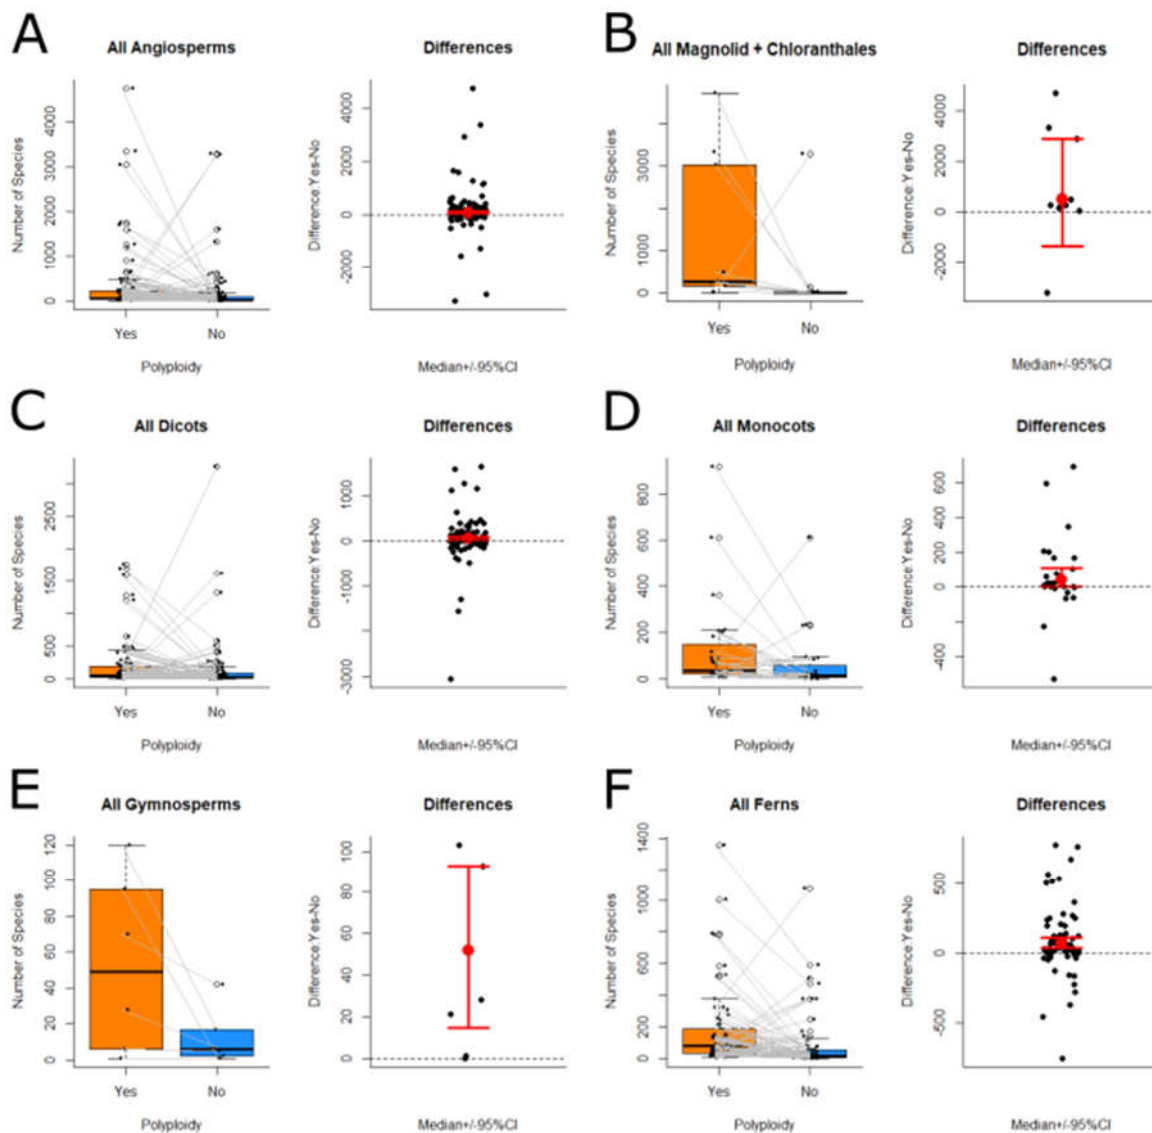 A
All Angiosperms
Differences
Number of Species
0
1000
2000
3000
4000
Yes
No
Polyploidy
Difference:Yes-No
-2000
0
2000
4000
Median+/-95%CI
B
All Magnolid + Chloranthales
Differences
Number of Species
0
1000
3000
Yes
No
Polyploidy
Difference:Yes-No
-2000
0
2000
4000
Median+/-95%CI
C
All Dicots
Differences
Number of Species
0
500
1500
2500
Yes
No
Polyploidy
Difference:Yes-No
-3000
-1000
0
1000
Median+/-95%CI
D
All Monocots
Differences
Number of Species
0
200
400
600
800
Yes
No
Polyploidy
Difference:Yes-No
-400
0
200
400
600
Median+/-95%CI
E
All Gymnosperms
Differences
Number of Species
0
20
40
60
80
100
120
Yes
No
Polyploidy
Difference:Yes-No
0
20
40
60
80
100
Median+/-95%CI
F
All Ferns
Differences
Number of Species
0
200
600
1000
1400
Yes
No
Polyploidy
Difference:Yes-No
-500
0
500
Median+/-95%CI